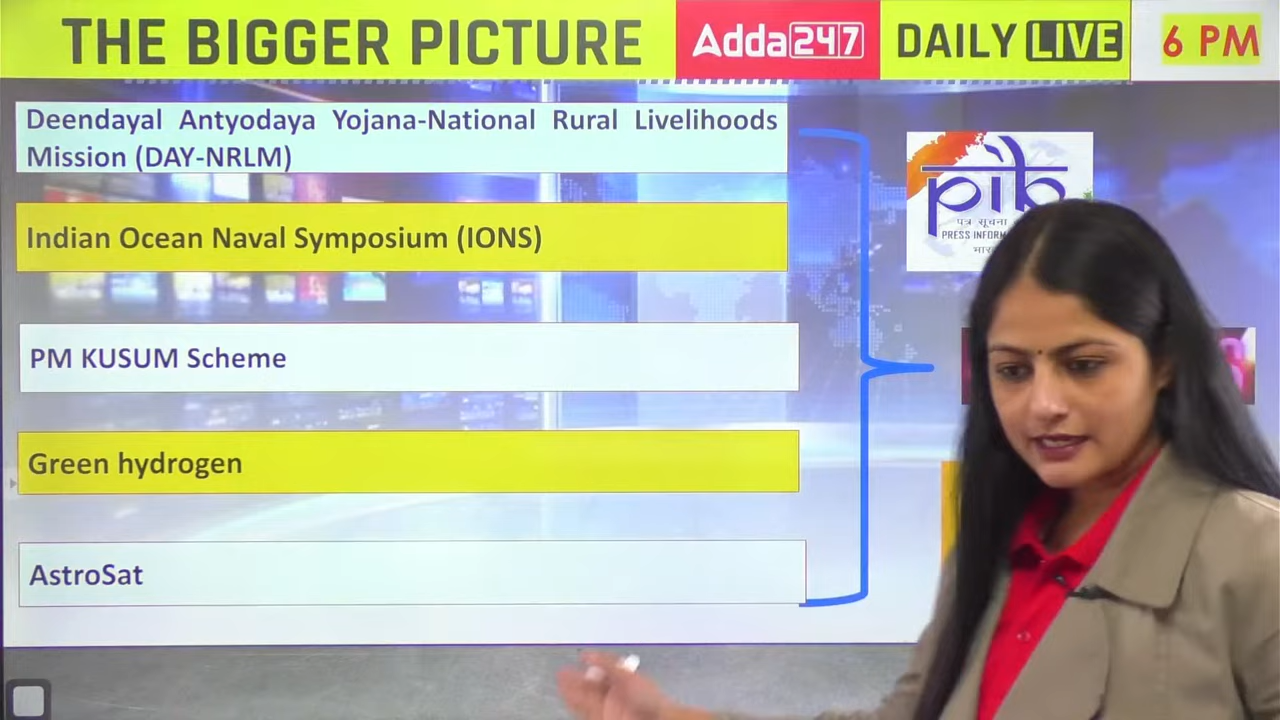 THE BIGGER PICTURE
Adda247
DAILY LIVE
6 PM
Deendayal Antyodaya Yojana-National Rural Livelihoods
Mission (DAY-NRLM)
pib
पत्र सूचना
PRESS
Indian Ocean Naval Symposium (IONS)
PM KUSUM Scheme
Green hydrogen
AstroSat